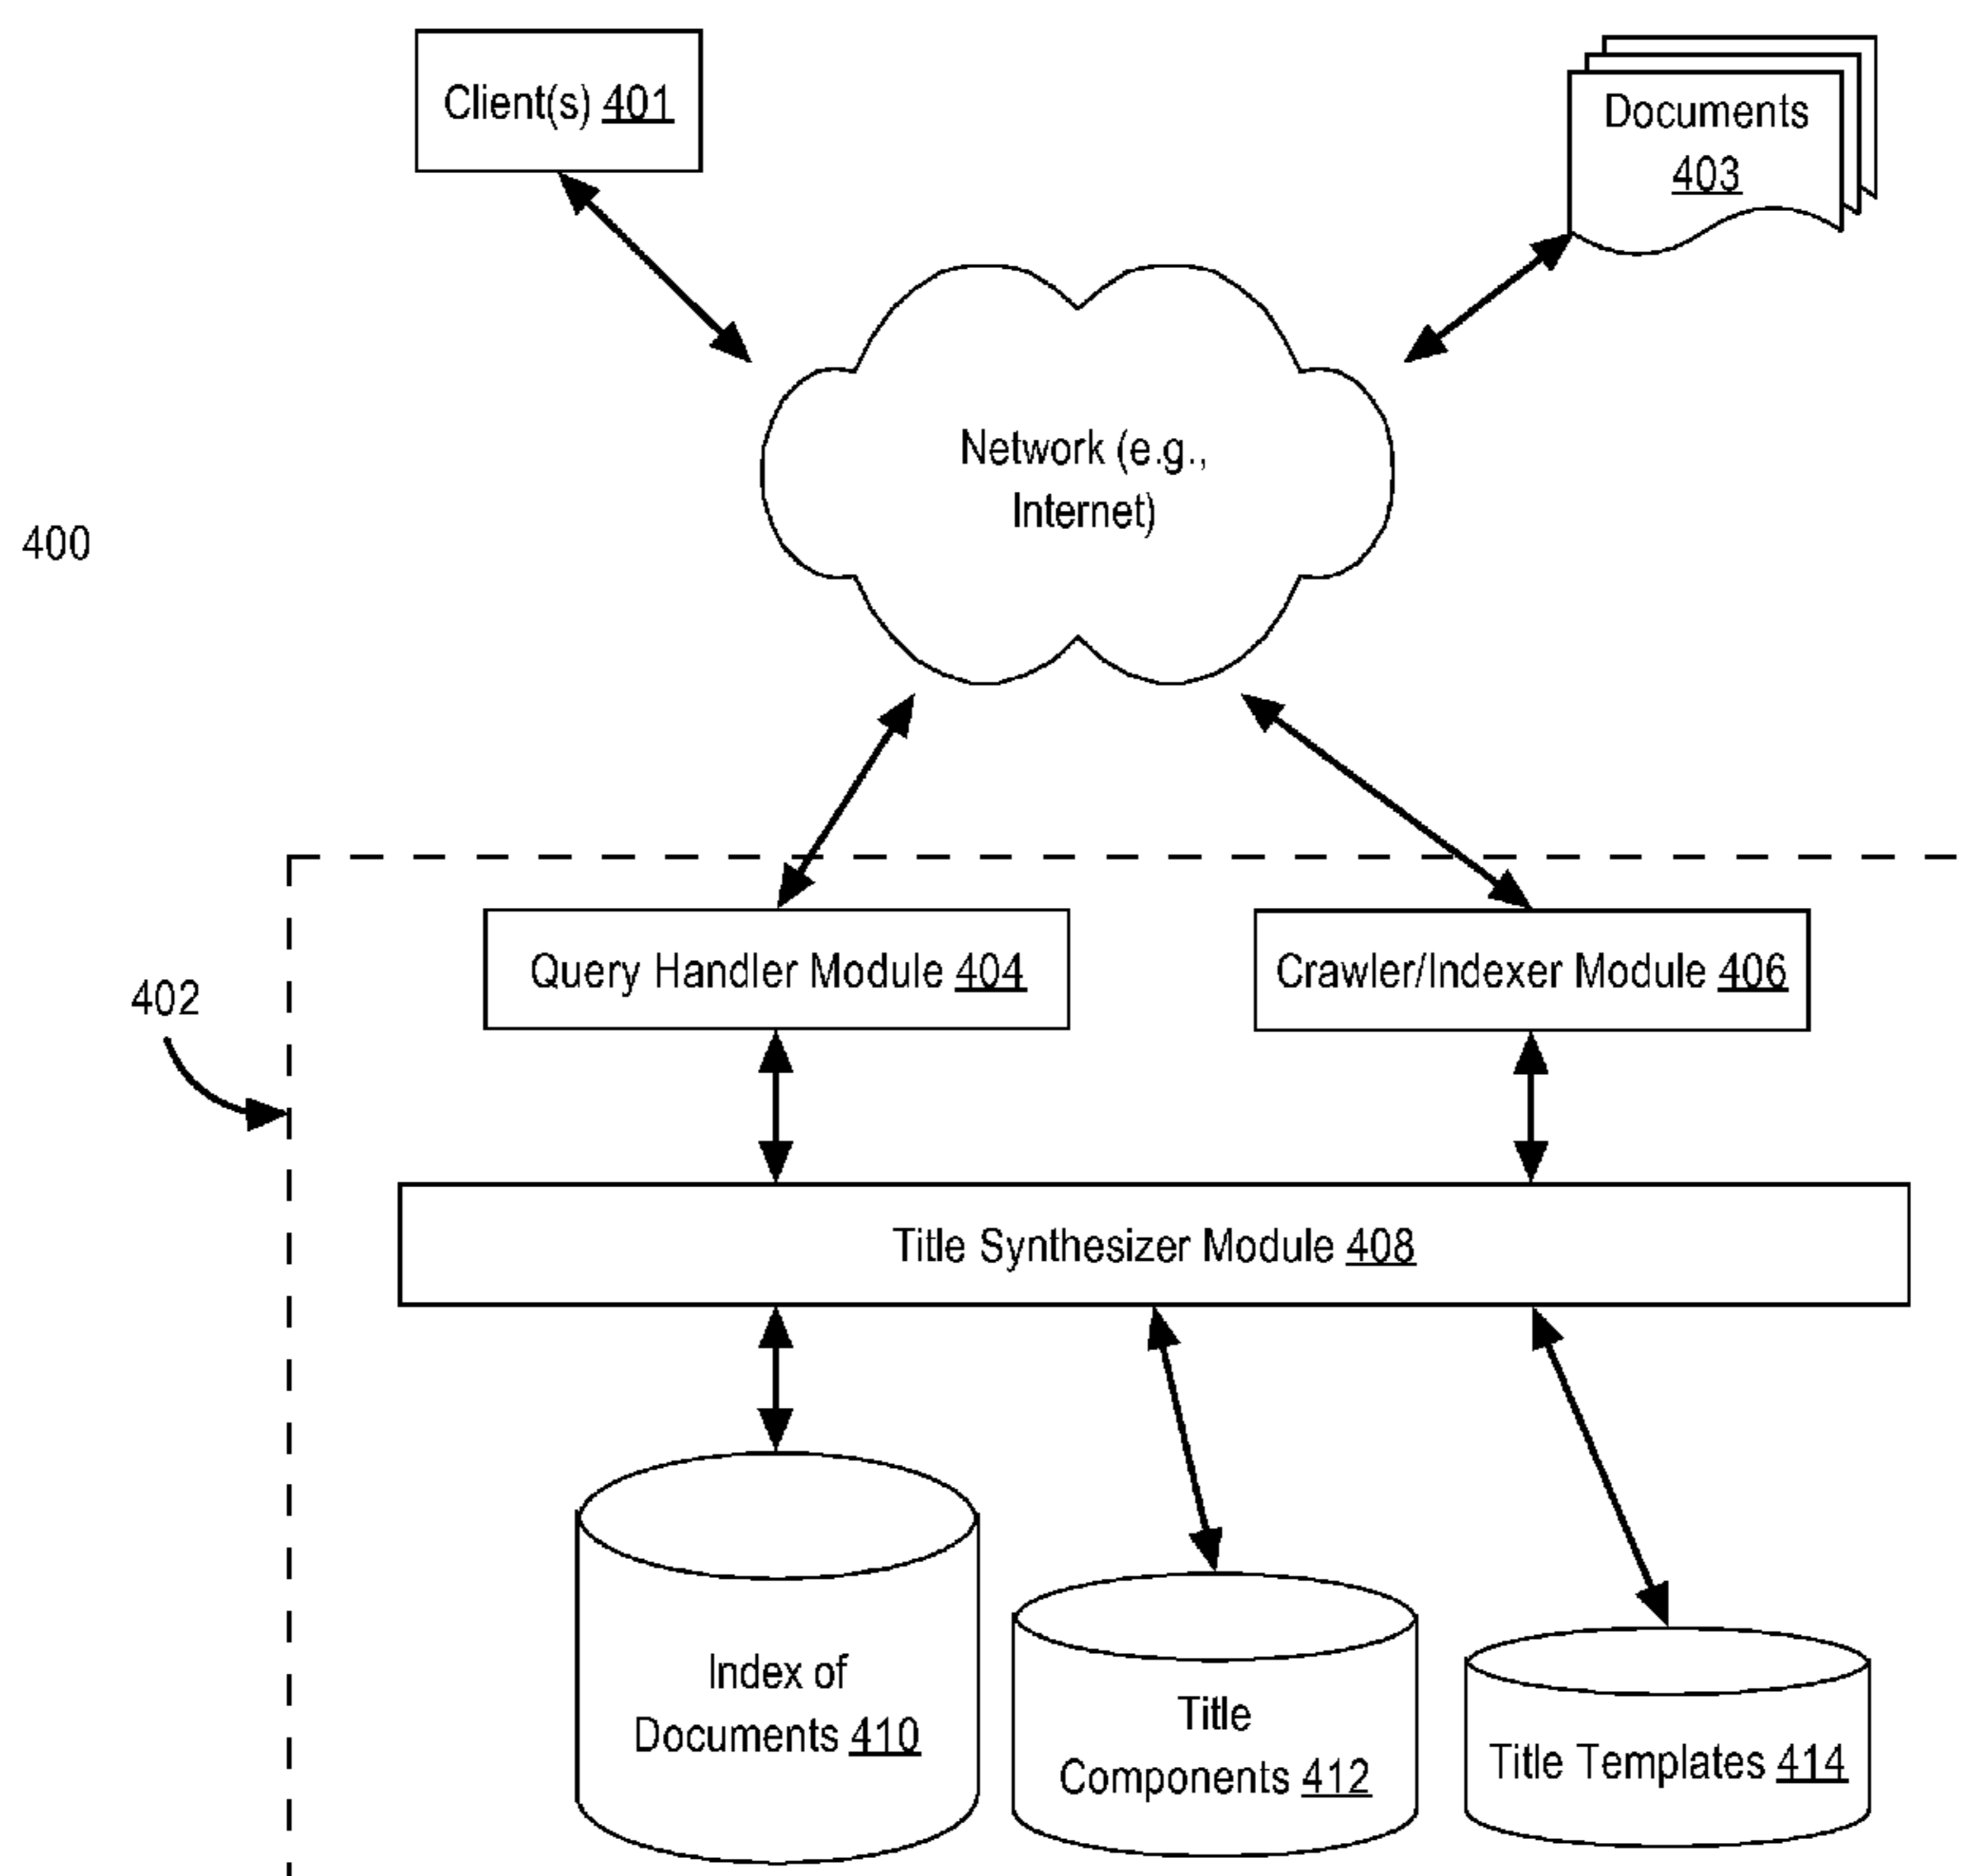 Client(s) 401
Documents
403
Network (e.g.,
Internet)
400
Query Handler Module 404
Crawler/Indexer Module 406
402
Title Synthesizer Module 408
Index of
Documents 410
Title
Components 412
Title Templates 414